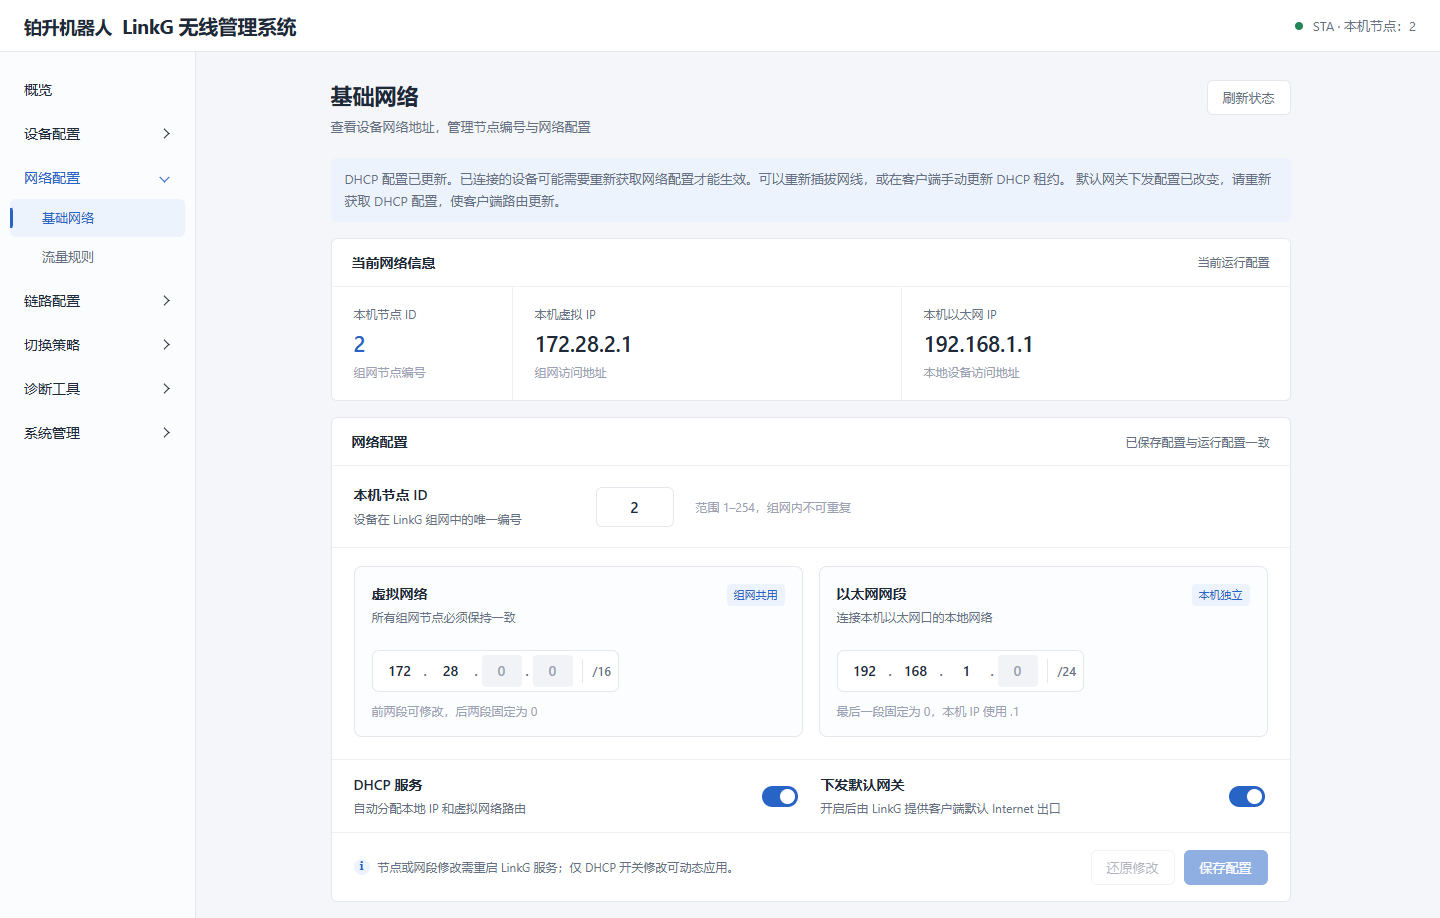 铂升机器人 LinkG 无线管理系统
STA · 本机节点：2
概览
设备配置
网络配置
基础网络
流量规则
链路配置
切换策略
诊断工具
系统管理
基础网络
刷新状态
查看设备网络地址，管理节点编号与网络配置
DHCP 配置已更新。已连接的设备可能需要重新获取网络配置才能生效。可以重新插拔网线，或在客户端手动更新 DHCP 租约。 默认网关下发配置已改变，请重新
获取 DHCP 配置，使客户端路由更新。
当前网络信息
当前运行配置
本机节点 ID
2
组网节点编号
本机虚拟 IP
172.28.2.1
组网访问地址
本机以太网 IP
192.168.1.1
本地设备访问地址
网络配置
已保存配置与运行配置一致
本机节点 ID
设备在 LinkG 组网中的唯一编号
2
范围 1–254，组网内不可重复
虚拟网络
组网共用
所有组网节点必须保持一致
172 . 28 . 0 . 0 /16
前两段可修改，后两段固定为 0
以太网网段
本机独立
连接本机以太网口的本地网络
192 . 168 . 1 . 0 /24
最后一段固定为 0，本机 IP 使用 .1
DHCP 服务
自动分配本地 IP 和虚拟网络路由
下发默认网关
开启后由 LinkG 提供客户端默认 Internet 出口
i 节点或网段修改需重启 LinkG 服务；仅 DHCP 开关修改可动态应用。
还原修改
保存配置